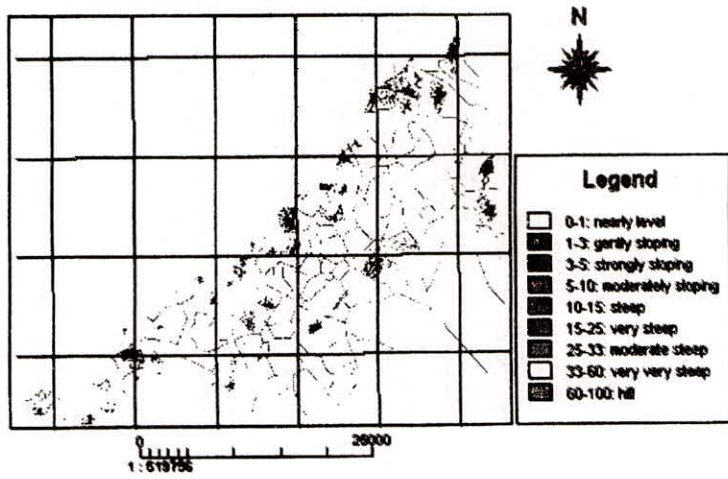 N
Legend
0-1: nearly level
1-3: gently sloping
3-5: strongly sloping
5-10: moderately sloping
10-15: steep
15-25: very steep
25-33: moderate steep
33-60: very very steep
60-100: hill
0 26000
1 : 619796